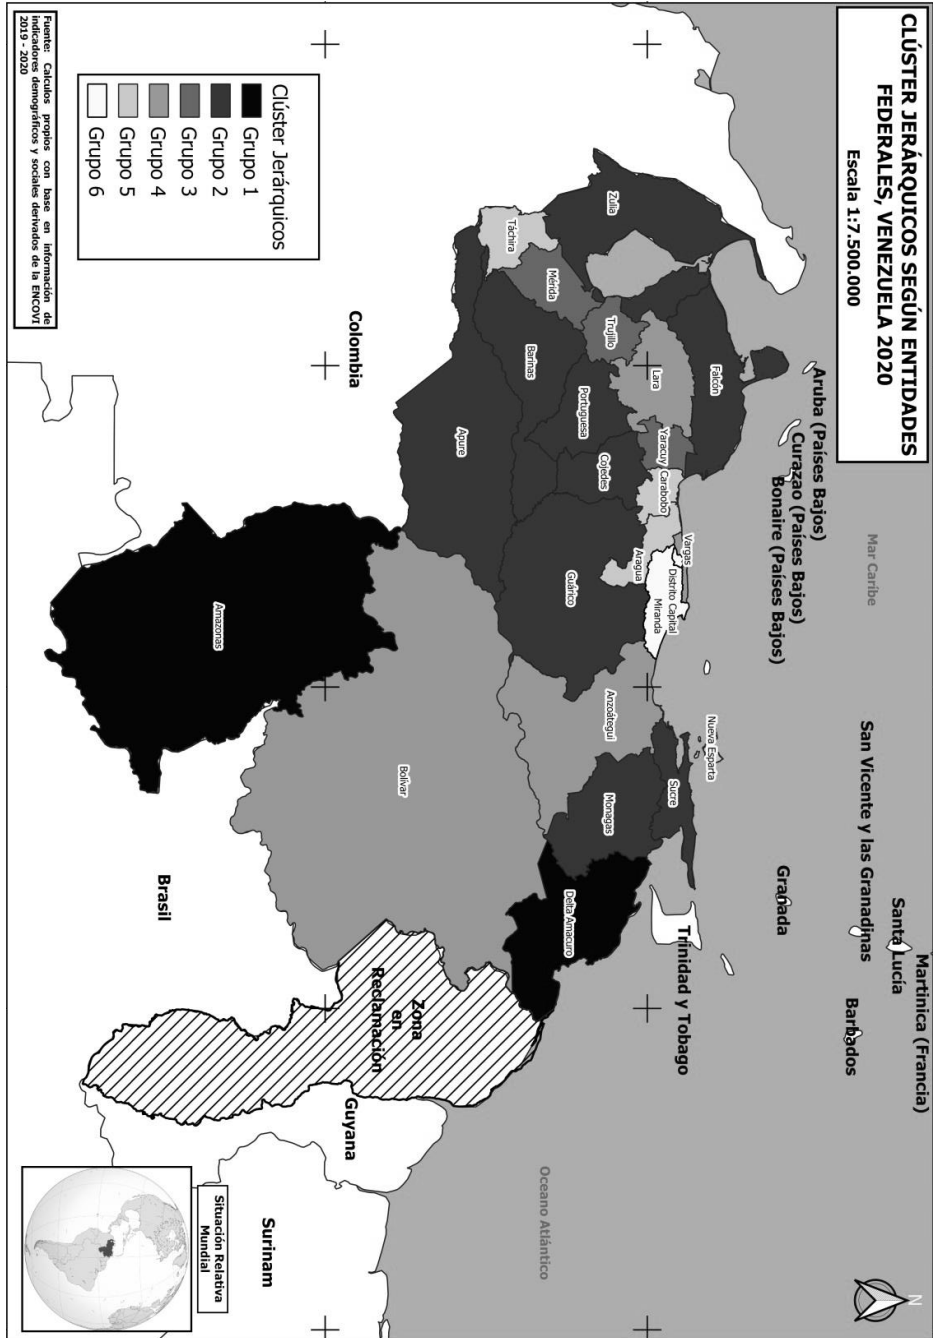 CLÚSTER JERÁRQUICOS SEGÚN ENTIDADES
FEDERALES, VENEZUELA 2020
Escala 1:7.500.000
N
Martinica (Francia)
Santa
Lucía
Barbados
San Vicente y las Granadinas
Mar Caribe
Granada
Aruba (Países Bajos)
Curazao (Países Bajos)
Bonaire (Países Bajos)
Nueva Esparta
Trinidad y Tobago
Falcón
Vargas
Distrito Capital
Sucre
Zulia
Lara
Yaracuy
Carabobo
Miranda
Aragua
Trujillo
Portuguesa
Cojedes
Guárico
Anzoátegui
Monagas
Mérida
Barinas
Delta Amacuro
Oceano Atlántico
Táchira
Apure
Bolívar
Amazonas
Zona
en
Reclamación
Guyana
Colombia
Surinam
Brasil
Clúster Jerárquicos
Grupo 1
Grupo 2
Grupo 3
Grupo 4
Grupo 5
Grupo 6
Situación Relativa
Mundial
Fuente: Calculos propios con base en información de
indicadores demográficos y sociales derivados de la ENCOVI
2019 - 2020